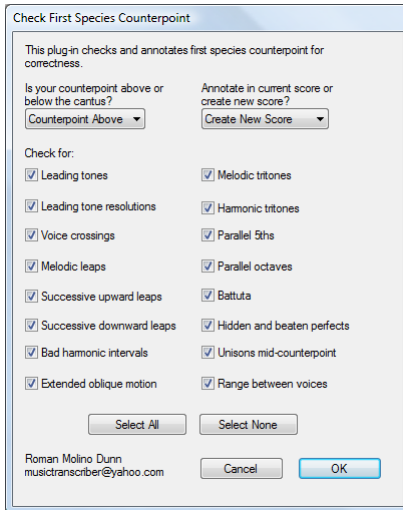 Check First Species Counterpoint
This plug-in checks and annotates first species counterpoint for
correctness.
Is your counterpoint above or
below the cantus?
Counterpoint Above
Annotate in current score or
create new score?
Create New Score
Check for:
Leading tones
Melodic tritones
Leading tone resolutions
Harmonic tritones
Voice crossings
Parallel 5ths
Melodic leaps
Parallel octaves
Successive upward leaps
Battuta
Successive downward leaps
Hidden and beaten perfects
Bad harmonic intervals
Unisons mid-counterpoint
Extended oblique motion
Range between voices
Select All
Select None
Roman Molino Dunn
musictranscriber@yahoo.com
Cancel
OK